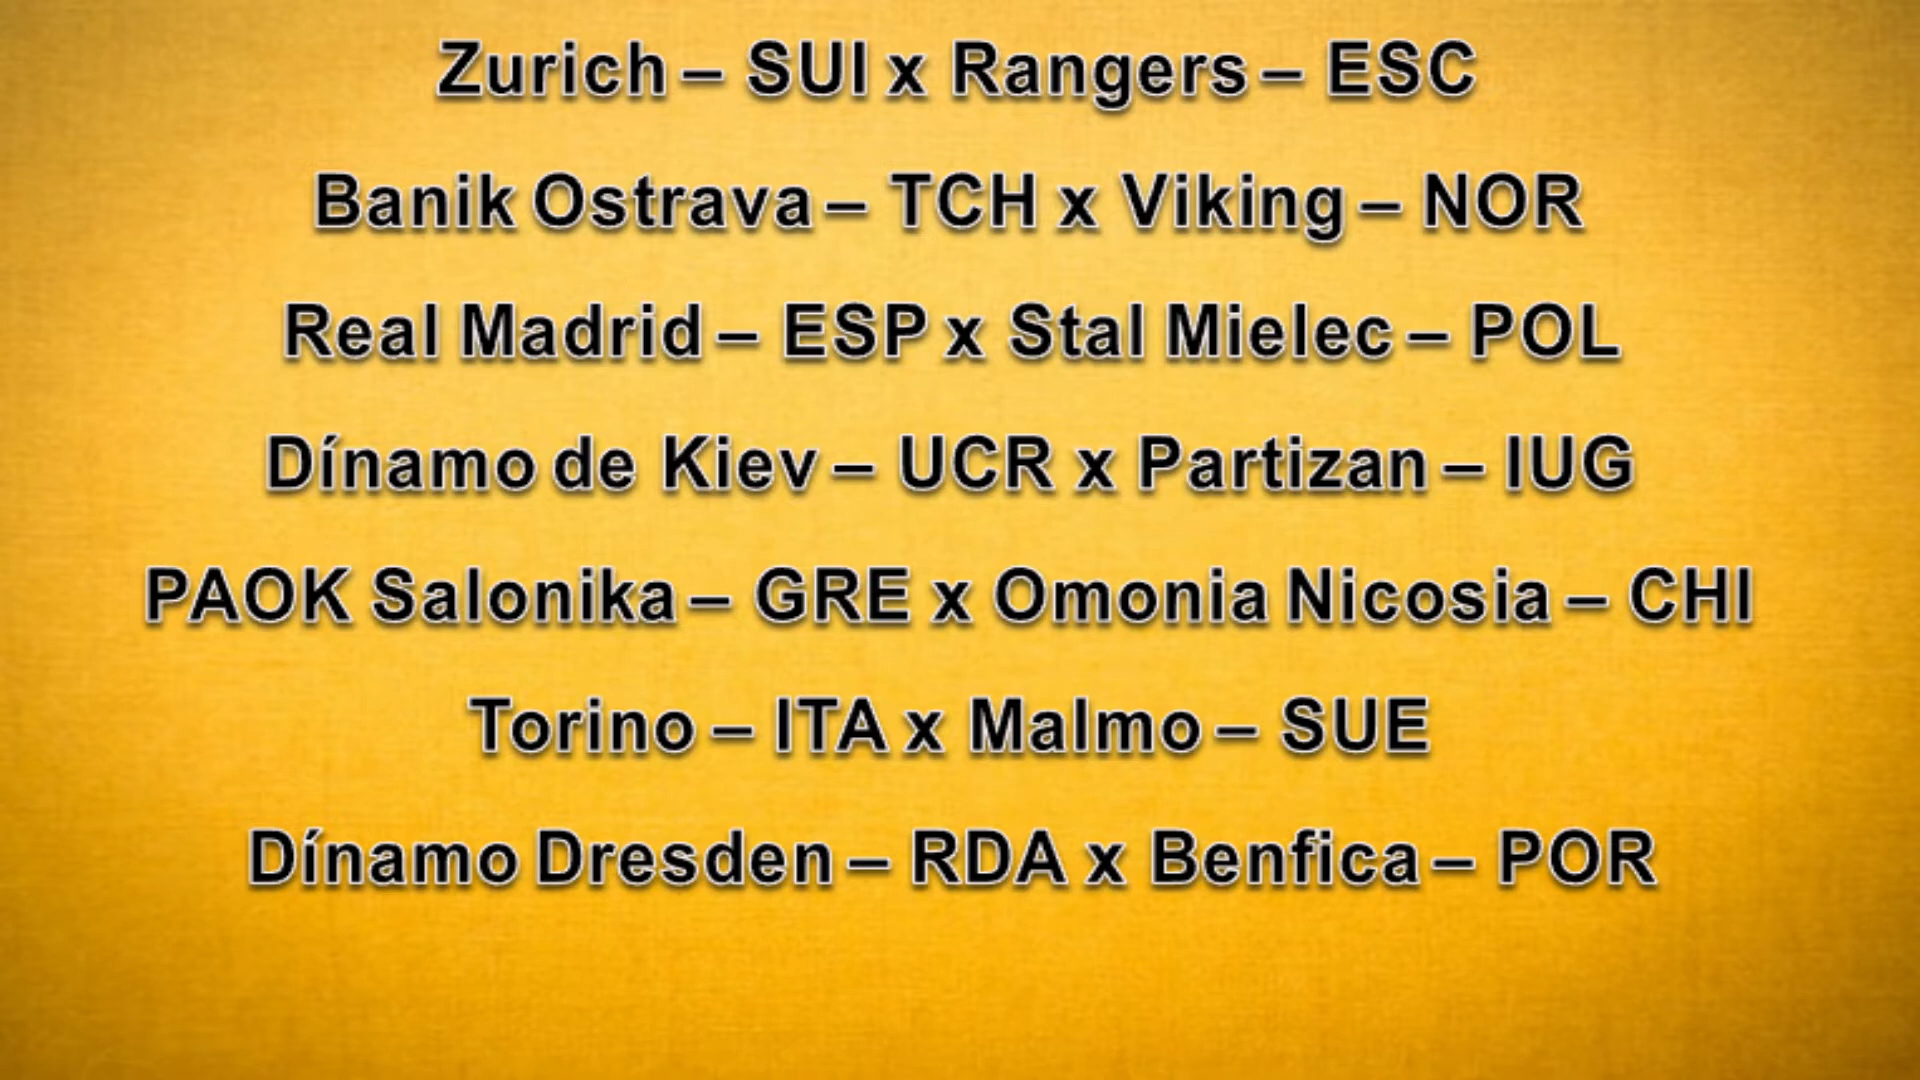 Zurich – SUI x Rangers – ESC
Banik Ostrava – TCH x Viking – NOR
Real Madrid – ESP x Stal Mielec – POL
Dínamo de Kiev – UCR x Partizan – IUG
PAOK Salonika – GRE x Omonia Nicosia – CHI
Torino – ITA x Malmo – SUE
Dínamo Dresden – RDA x Benfica – POR